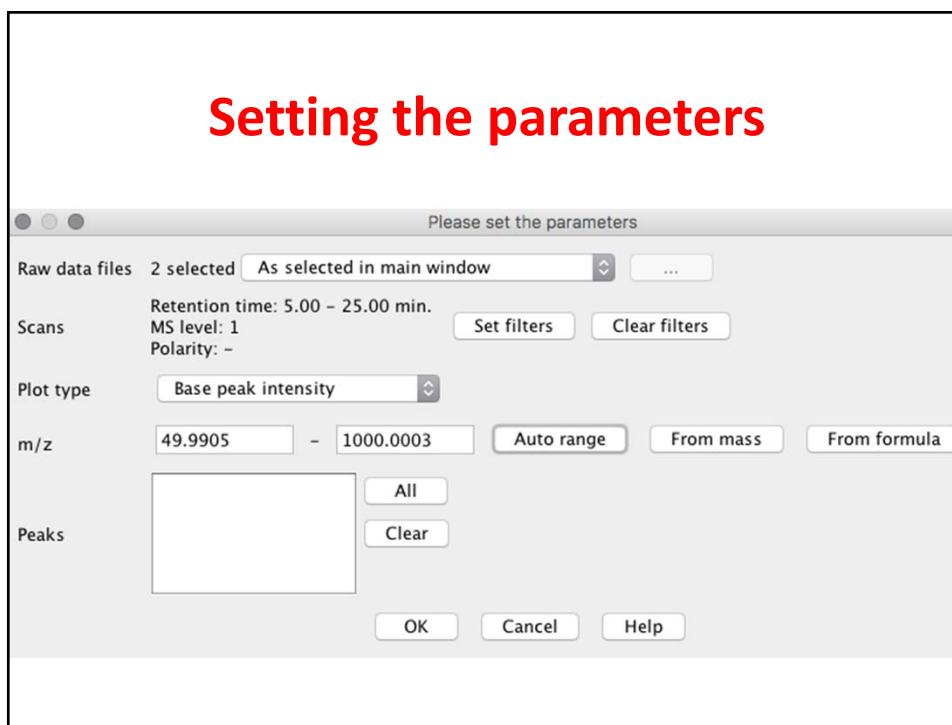 Setting the parameters
Please set the parameters
Raw data files 2 selected As selected in main window ...
Scans
Retention time: 5.00 – 25.00 min.
MS level: 1
Polarity: –
Set filters Clear filters
Plot type Base peak intensity
m/z 49.9905 – 1000.0003 Auto range From mass From formula
Peaks
All
Clear
OK Cancel Help